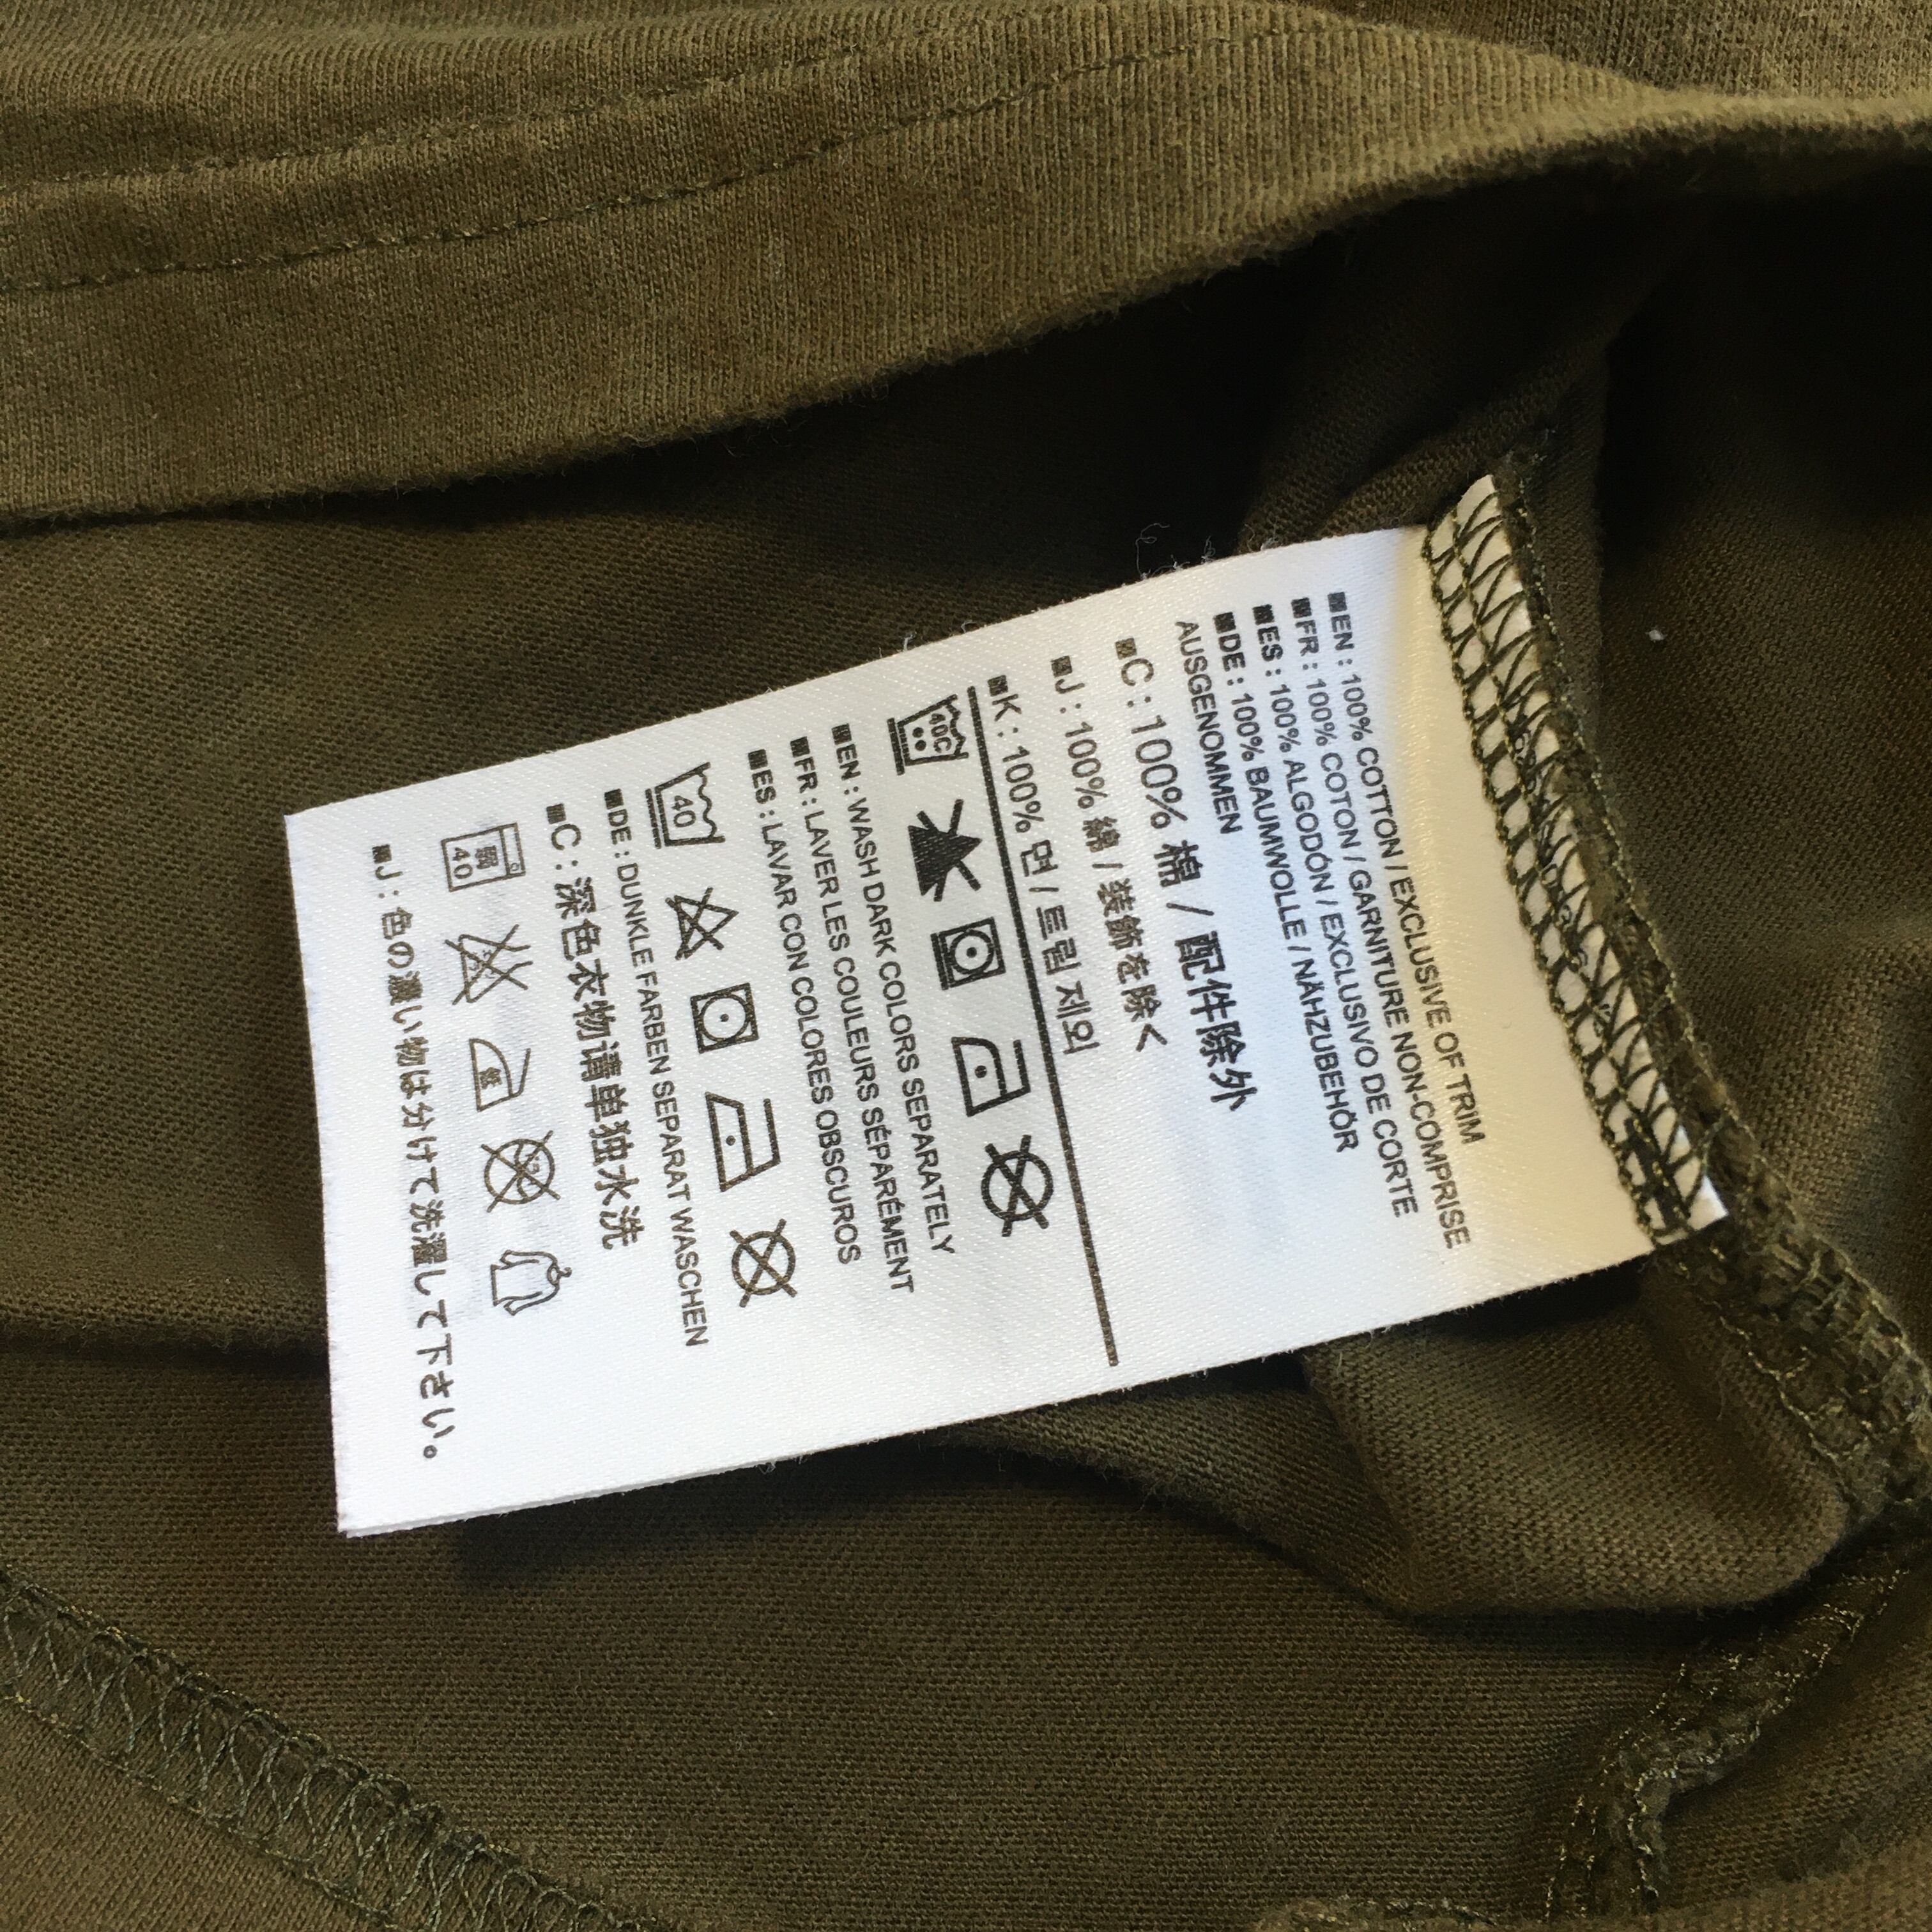 EN : 100% COTTON / EXCLUSIVE OF TRIM
FR : 100% COTON / GARNITURE NON-COMPRISE
ES : 100% ALGODÓN / EXCLUSIVO DE CORTE
DE : 100% BAUMWOLLE / NÄHZUBEHÖR
AUSGENOMMEN
C : 100% 棉 / 配件除外
J : 100% 綿 / 装飾を除く
K : 100% 면 / 트림 제외
40C
EN : WASH DARK COLORS SEPARATELY
FR : LAVER LES COULEURS SÉPARÉMENT
ES : LAVAR CON COLORES OBSCUROS
40
DE : DUNKLE FARBEN SEPARAT WASCHEN
C : 深色衣物请单独水洗
弱 40 低
J : 色の濃い物は分けて洗濯して下さい。